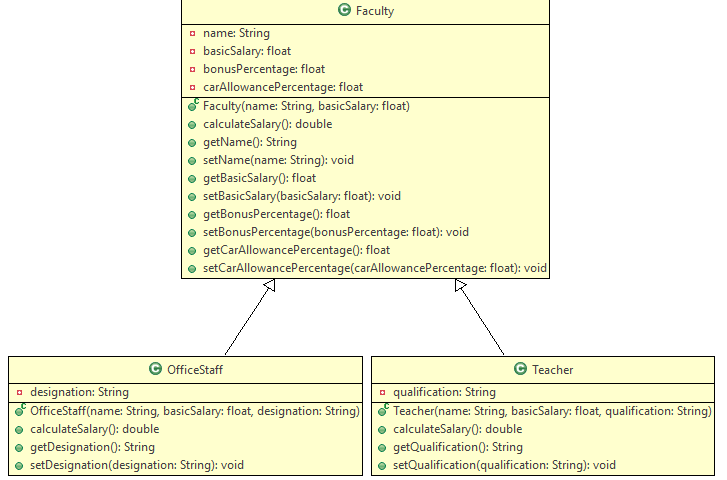 Faculty
name: String
basicSalary: float
bonusPercentage: float
carAllowancePercentage: float
Faculty(name: String, basicSalary: float)
calculateSalary(): double
getName(): String
setName(name: String): void
getBasicSalary(): float
setBasicSalary(basicSalary: float): void
getBonusPercentage(): float
setBonusPercentage(bonusPercentage: float): void
getCarAllowancePercentage(): float
setCarAllowancePercentage(carAllowancePercentage: float): void
OfficeStaff
designation: String
OfficeStaff(name: String, basicSalary: float, designation: String)
calculateSalary(): double
getDesignation(): String
setDesignation(designation: String): void
Teacher
qualification: String
Teacher(name: String, basicSalary: float, qualification: String)
calculateSalary(): double
getQualification(): String
setQualification(qualification: String): void